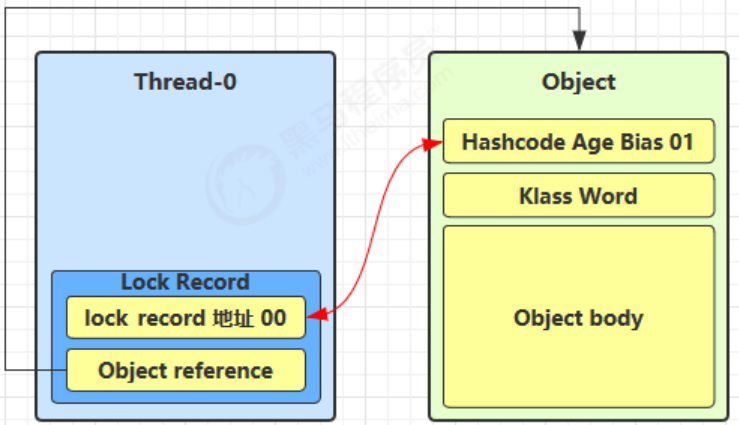 Thread-0
Lock Record
lock record 地址 00
Object reference
Object
Hashcode Age Bias 01
Klass Word
Object body
黑马程序员
www.itheima.com